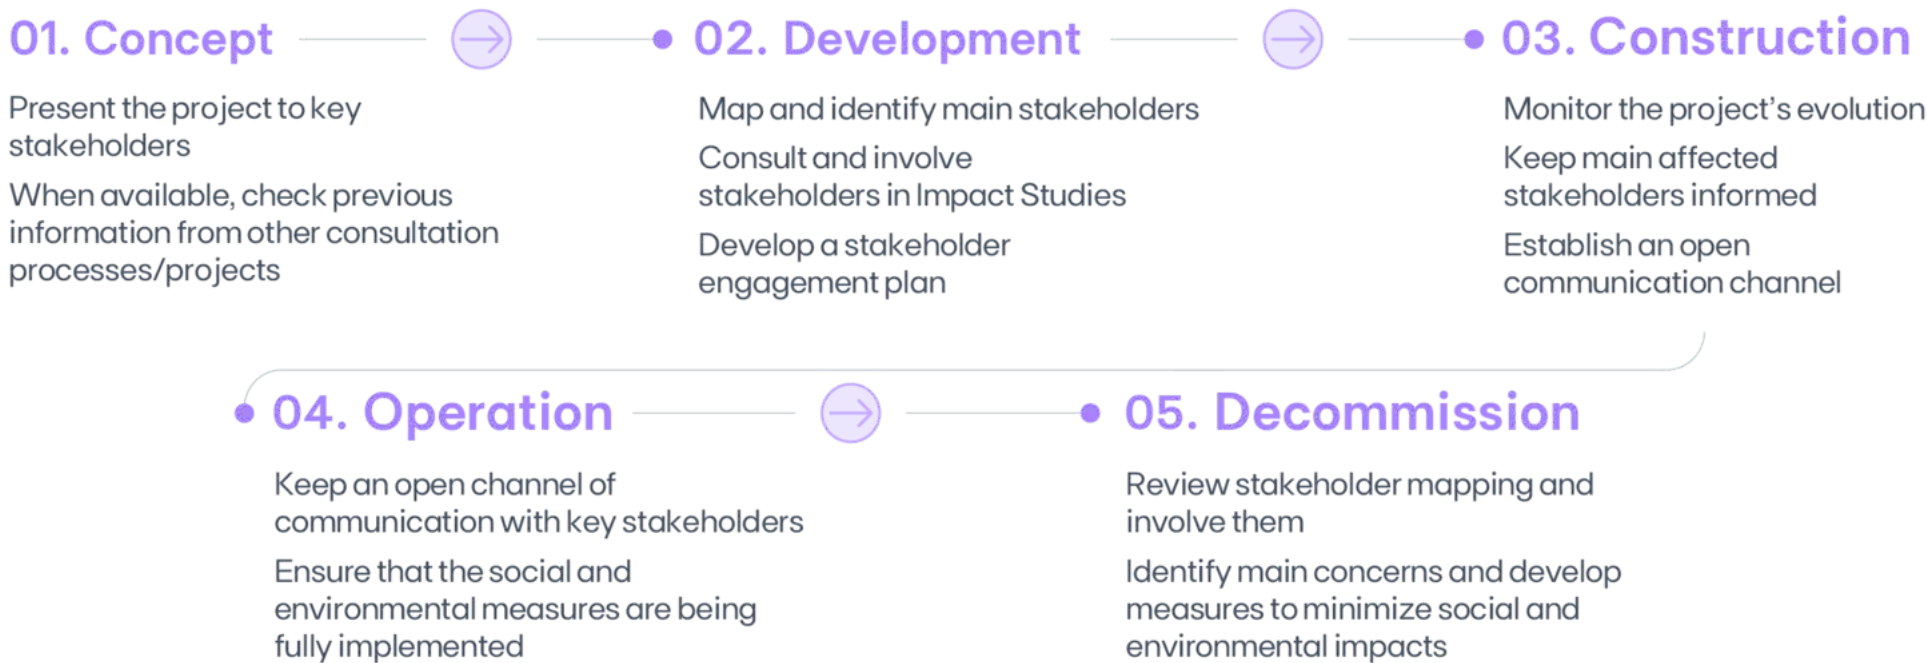 01. Concept
Present the project to key
stakeholders
When available, check previous
information from other consultation
processes/projects
02. Development
Map and identify main stakeholders
Consult and involve
stakeholders in Impact Studies
Develop a stakeholder
engagement plan
03. Construction
Monitor the project's evolution
Keep main affected
stakeholders informed
Establish an open
communication channel
04. Operation
Keep an open channel of
communication with key stakeholders
Ensure that the social and
environmental measures are being
fully implemented
05. Decommission
Review stakeholder mapping and
involve them
Identify main concerns and develop
measures to minimize social and
environmental impacts